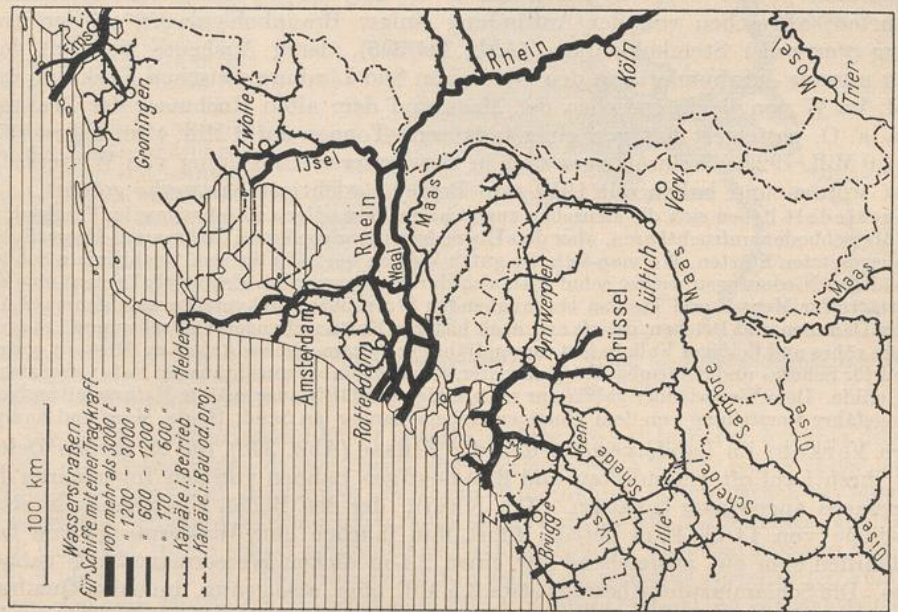 100 km
Wasserstraßen
für Schiffe mit einer Tragkraft
von mehr als 3000 t
" 1200 - 3000 "
" 600 - 1200 "
" 170 - 600 "
Kanäle i. Betrieb
Kanäle i. Bau od. proj.
Ems
E.
Groningen
Zwolle
IJsel
Helder
Amsterdam
Rhein
Rhein
Waal
Maas
Rotterdam
Köln
Mosel
Trier
Verv.
Antwerpen
Brüssel
Lüttich
Maas
Maas
Sambre
Oise
Oise
Z.
Brügge
Gent
Schelde
Lys
Lille
Schelde